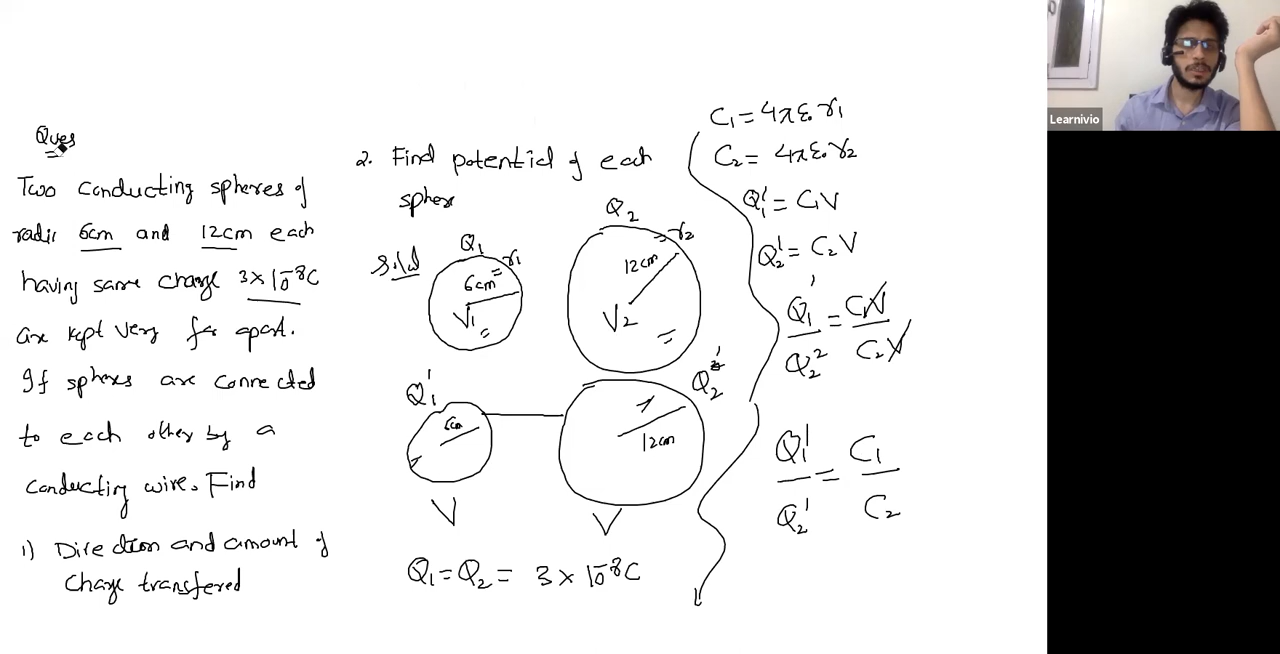 Ques
Two conducting spheres of
radii 6cm and 12cm each
having same charge 3×10⁻⁸C
are kept very far apart.
If spheres are connected
to each other by a
conducting wire. Find
1) Direction and amount of
Charge transferred
2. Find potential of each
sphere
Sol^d
Q₁
r₁
6cm
V₁
Q₂
r₂
12cm
V₂
Q₁'
6cm
V
Q₂'
12cm
V
Q₁ = Q₂ = 3 × 10⁻⁸C
C₁ = 4πε₀r₁
C₂ = 4πε₀r₂
Q₁' = C₁V
Q₂' = C₂V
Q₁'/Q₂² = C₁V/C₂V
Q₁'/Q₂' = C₁/C₂
Learnivio